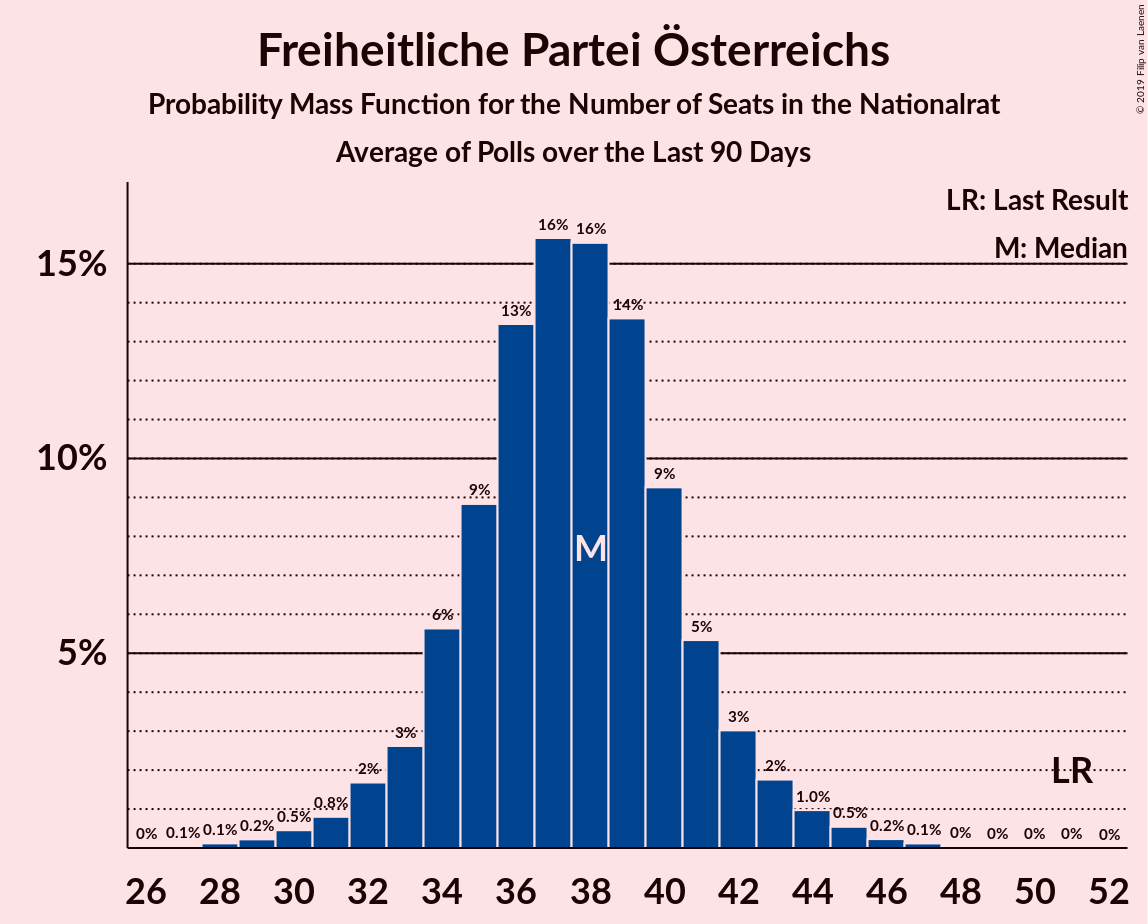 Freiheitliche Partei Österreichs
Probability Mass Function for the Number of Seats in the Nationalrat
Average of Polls over the Last 90 Days
© 2019 Filip van Laenen
LR: Last Result
M: Median
15%
10%
5%
0% 0.1% 0.1% 0.2% 0.5% 0.8% 2% 3% 6% 9% 13% 16% 16% 14% 9% 5% 3% 2% 1.0% 0.5% 0.2% 0.1% 0% 0% 0% 0% 0%
M
LR
26 28 30 32 34 36 38 40 42 44 46 48 50 52